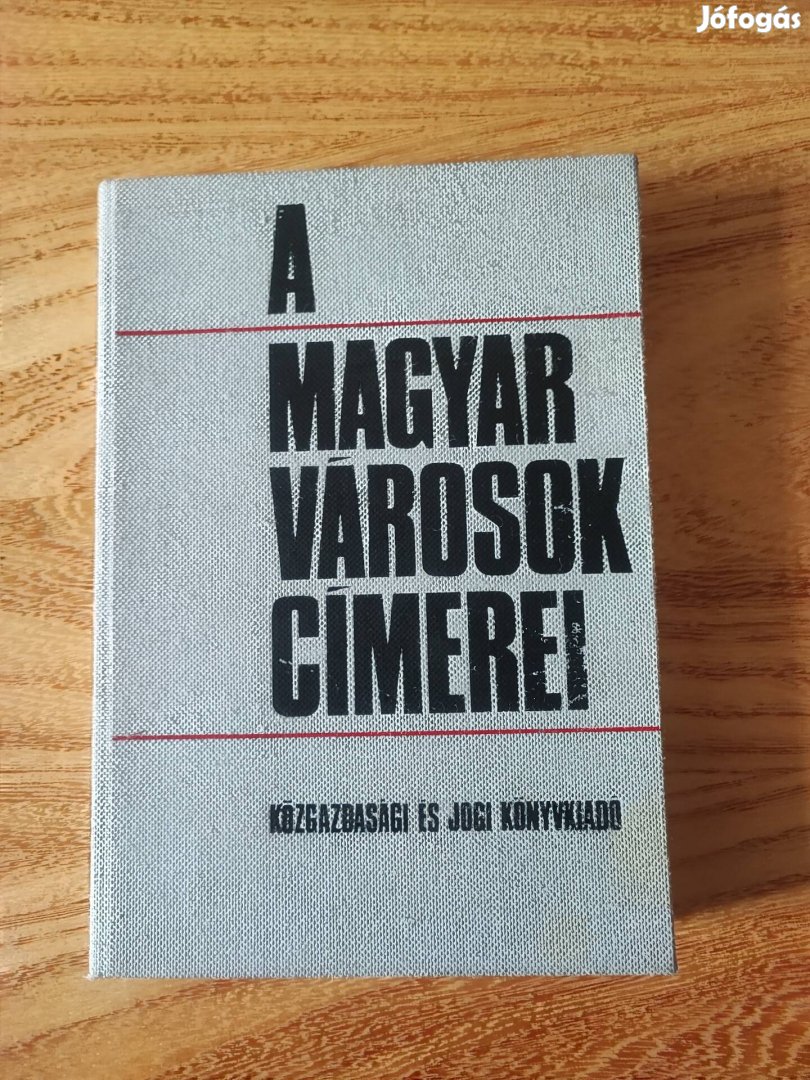 Jófogás
A
MAGYAR
VÁROSOK
CÍMEREI
KÖZGAZDASÁGI ÉS JOGI KÖNYVKIADÓ